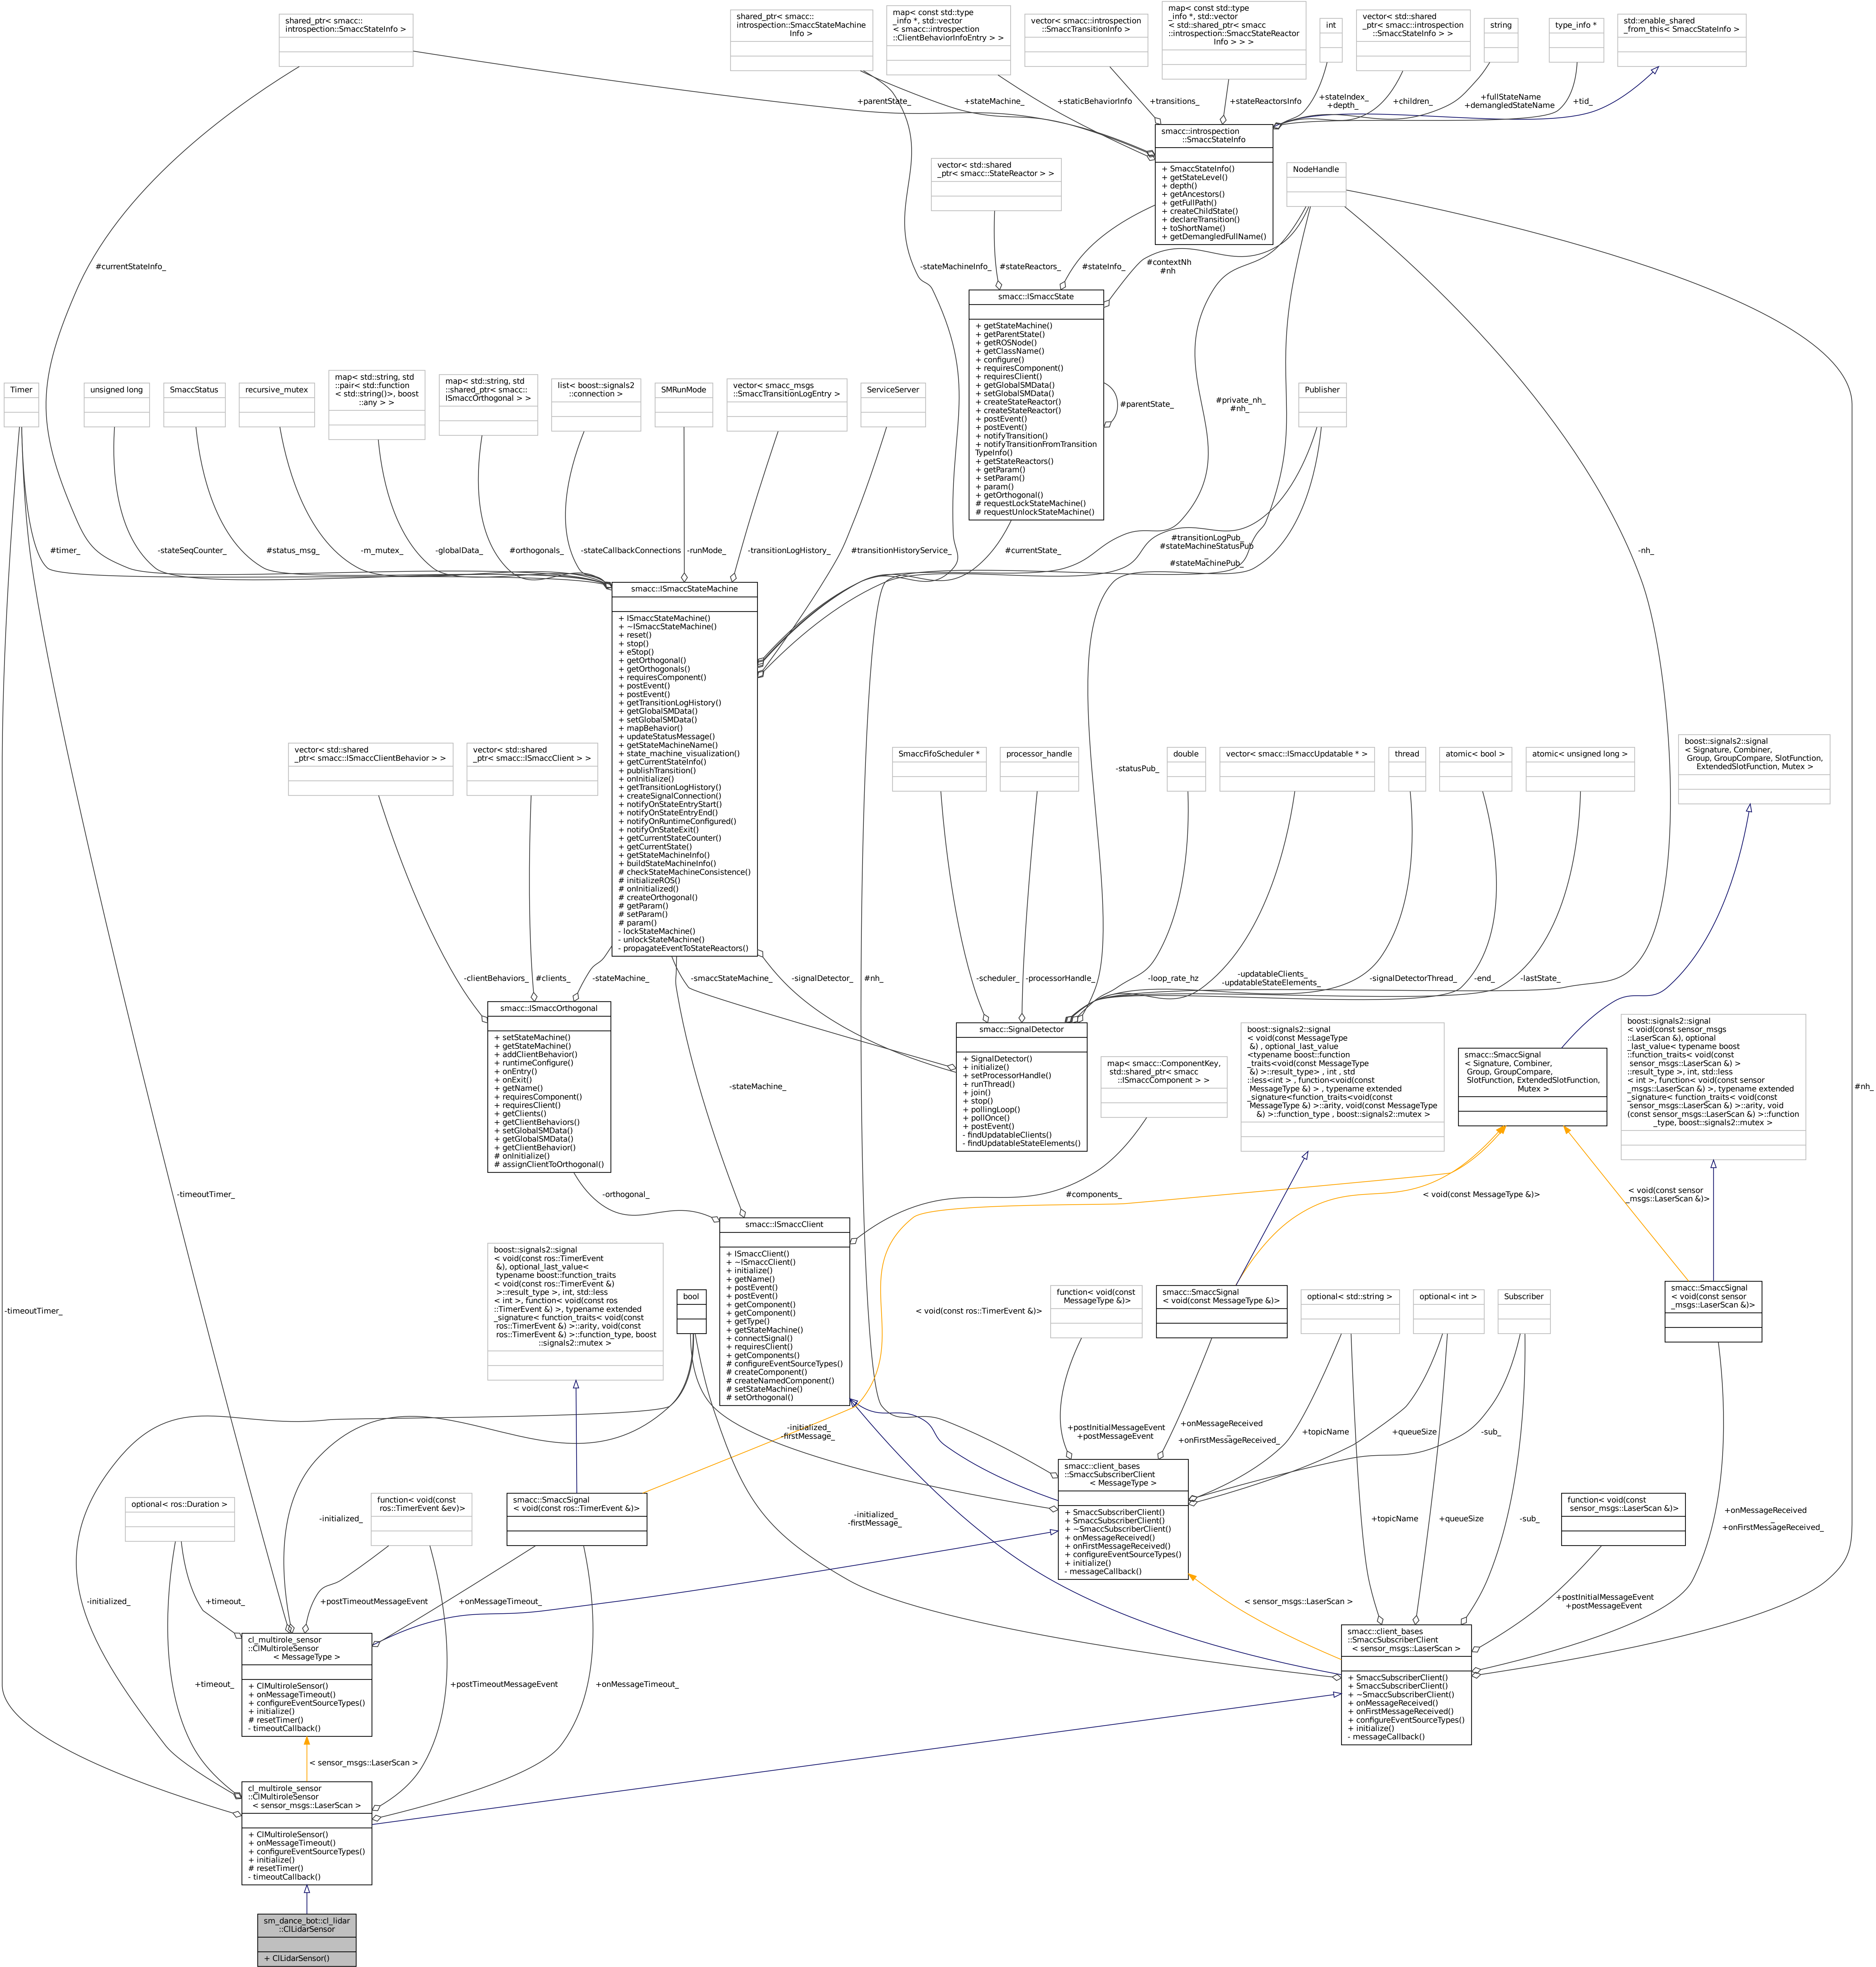 shared_ptr< smacc::
introspection::SmaccStateInfo >
shared_ptr< smacc::
introspection::SmaccStateMachine
Info >
map< const std::type
_info *, std::vector
< smacc::introspection
::ClientBehaviorInfoEntry > >
vector< smacc::introspection
::SmaccTransitionInfo >
map< const std::type
_info *, std::vector
< std::shared_ptr< smacc
::introspection::SmaccStateReactor
Info > > >
int
vector< std::shared
_ptr< smacc::introspection
::SmaccStateInfo > >
string
type_info *
std::enable_shared
_from_this< SmaccStateInfo >
+parentState_
+stateMachine_
+staticBehaviorInfo
+transitions_
+stateReactorsInfo
+stateIndex_
+depth_
+children_
+fullStateName
+demangledStateName
+tid_
smacc::introspection
::SmaccStateInfo
+ SmaccStateInfo()
+ getStateLevel()
+ depth()
+ getAncestors()
+ getFullPath()
+ createChildState()
+ declareTransition()
+ toShortName()
+ getDemangledFullName()
vector< std::shared
_ptr< smacc::StateReactor > >
NodeHandle
#currentStateInfo_
-stateMachineInfo_
#stateReactors_
#stateInfo_
#contextNh
#nh
smacc::ISmaccState
+ getStateMachine()
+ getParentState()
+ getROSNode()
+ getClassName()
+ configure()
+ requiresComponent()
+ requiresClient()
+ getGlobalSMData()
+ setGlobalSMData()
+ createStateReactor()
+ createStateReactor()
+ postEvent()
+ postEvent()
+ notifyTransition()
+ notifyTransitionFromTransition
TypeInfo()
+ getStateReactors()
+ getParam()
+ setParam()
+ param()
+ getOrthogonal()
# requestLockStateMachine()
# requestUnlockStateMachine()
#parentState_
#private_nh_
#nh_
Publisher
Timer
unsigned long
SmaccStatus
recursive_mutex
map< std::string, std
::pair< std::function
< std::string()>, boost
::any > >
map< std::string, std
::shared_ptr< smacc::
ISmaccOrthogonal > >
list< boost::signals2
::connection >
SMRunMode
vector< smacc_msgs
::SmaccTransitionLogEntry >
ServiceServer
#timer_
-stateSeqCounter_
#status_msg_
-m_mutex_
-globalData_
#orthogonals_
-stateCallbackConnections
-runMode_
-transitionLogHistory_
#transitionHistoryService_
#currentState_
#transitionLogPub_
#stateMachineStatusPub
_
#stateMachinePub_
-nh_
smacc::ISmaccStateMachine
+ ISmaccStateMachine()
+ ~ISmaccStateMachine()
+ reset()
+ stop()
+ eStop()
+ getOrthogonal()
+ getOrthogonals()
+ requiresComponent()
+ postEvent()
+ postEvent()
+ getTransitionLogHistory()
+ getGlobalSMData()
+ setGlobalSMData()
+ mapBehavior()
+ updateStatusMessage()
+ getStateMachineName()
+ state_machine_visualization()
+ getCurrentStateInfo()
+ publishTransition()
+ onInitialize()
+ getTransitionLogHistory()
+ createSignalConnection()
+ notifyOnStateEntryStart()
+ notifyOnStateEntryEnd()
+ notifyOnRuntimeConfigured()
+ notifyOnStateExit()
+ getCurrentStateCounter()
+ getCurrentState()
+ getStateMachineInfo()
+ buildStateMachineInfo()
# checkStateMachineConsistence()
# initializeROS()
# onInitialized()
# createOrthogonal()
# getParam()
# setParam()
# param()
- lockStateMachine()
- unlockStateMachine()
- propagateEventToStateReactors()
vector< std::shared
_ptr< smacc::ISmaccClientBehavior > >
vector< std::shared
_ptr< smacc::ISmaccClient > >
SmaccFifoScheduler *
processor_handle
-statusPub_
double
vector< smacc::ISmaccUpdatable * >
thread
atomic< bool >
atomic< unsigned long >
boost::signals2::signal
< Signature, Combiner,
Group, GroupCompare, SlotFunction,
ExtendedSlotFunction, Mutex >
-clientBehaviors_
#clients_
-stateMachine_
-smaccStateMachine_
-signalDetector_
#nh_
-scheduler_
-processorHandle_
-loop_rate_hz
-updatableClients_
-updatableStateElements_
-signalDetectorThread_
-end_
-lastState_
smacc::ISmaccOrthogonal
+ setStateMachine()
+ getStateMachine()
+ addClientBehavior()
+ runtimeConfigure()
+ onEntry()
+ onExit()
+ getName()
+ requiresComponent()
+ requiresClient()
+ getClients()
+ getClientBehaviors()
+ setGlobalSMData()
+ getGlobalSMData()
+ getClientBehavior()
# onInitialize()
# assignClientToOrthogonal()
smacc::SignalDetector
+ SignalDetector()
+ initialize()
+ setProcessorHandle()
+ runThread()
+ join()
+ stop()
+ pollingLoop()
+ pollOnce()
+ postEvent()
- findUpdatableClients()
- findUpdatableStateElements()
map< smacc::ComponentKey,
std::shared_ptr< smacc
::ISmaccComponent > >
boost::signals2::signal
< void(const MessageType
&) , optional_last_value
<typename boost::function
_traits<void(const MessageType
&) >::result_type> , int , std
::less<int > , function<void(const
MessageType &) > , typename extended
_signature<function_traits<void(const
MessageType &) >::arity, void(const MessageType
&) >::function_type , boost::signals2::mutex >
smacc::SmaccSignal
< Signature, Combiner,
Group, GroupCompare,
SlotFunction, ExtendedSlotFunction,
Mutex >
boost::signals2::signal
< void(const sensor_msgs
::LaserScan &), optional
_last_value< typename boost
::function_traits< void(const
sensor_msgs::LaserScan &) >
::result_type >, int, std::less
< int >, function< void(const sensor
_msgs::LaserScan &) >, typename extended
_signature< function_traits< void(const
sensor_msgs::LaserScan &) >::arity, void
(const sensor_msgs::LaserScan &) >::function
_type, boost::signals2::mutex >
-stateMachine_
#nh_
-timeoutTimer_
-orthogonal_
#components_
< void(const MessageType &)>
< void(const sensor
_msgs::LaserScan &)>
smacc::ISmaccClient
+ ISmaccClient()
+ ~ISmaccClient()
+ initialize()
+ getName()
+ postEvent()
+ postEvent()
+ getComponent()
+ getComponent()
+ getType()
+ getStateMachine()
+ connectSignal()
+ requiresClient()
+ getComponents()
# configureEventSourceTypes()
# createComponent()
# createNamedComponent()
# setStateMachine()
# setOrthogonal()
boost::signals2::signal
< void(const ros::TimerEvent
&), optional_last_value<
typename boost::function_traits
< void(const ros::TimerEvent &)
>::result_type >, int, std::less
< int >, function< void(const ros
::TimerEvent &) >, typename extended
_signature< function_traits< void(const
ros::TimerEvent &) >::arity, void(const
ros::TimerEvent &) >::function_type, boost
::signals2::mutex >
bool
-timeoutTimer_
< void(const ros::TimerEvent &)>
function< void(const
MessageType &)>
smacc::SmaccSignal
< void(const MessageType &)>
optional< std::string >
optional< int >
Subscriber
smacc::SmaccSignal
< void(const sensor
_msgs::LaserScan &)>
-initialized_
-firstMessage_
+postInitialMessageEvent
+postMessageEvent
+onMessageReceived
_
+onFirstMessageReceived_
+topicName
+queueSize
-sub_
smacc::client_bases
::SmaccSubscriberClient
< MessageType >
+ SmaccSubscriberClient()
+ SmaccSubscriberClient()
+ ~SmaccSubscriberClient()
+ onMessageReceived()
+ onFirstMessageReceived()
+ configureEventSourceTypes()
+ initialize()
- messageCallback()
optional< ros::Duration >
-initialized_
function< void(const
ros::TimerEvent &ev)>
smacc::SmaccSignal
< void(const ros::TimerEvent &)>
-initialized_
-firstMessage_
+topicName
+queueSize
-sub_
function< void(const
sensor_msgs::LaserScan &)>
+onMessageReceived
_
+onFirstMessageReceived_
-initialized_
+timeout_
+postTimeoutMessageEvent
+onMessageTimeout_
< sensor_msgs::LaserScan >
+postInitialMessageEvent
+postMessageEvent
cl_multirole_sensor
::ClMultiroleSensor
< MessageType >
+ ClMultiroleSensor()
+ onMessageTimeout()
+ configureEventSourceTypes()
+ initialize()
# resetTimer()
- timeoutCallback()
+timeout_
+postTimeoutMessageEvent
+onMessageTimeout_
smacc::client_bases
::SmaccSubscriberClient
< sensor_msgs::LaserScan >
+ SmaccSubscriberClient()
+ SmaccSubscriberClient()
+ ~SmaccSubscriberClient()
+ onMessageReceived()
+ onFirstMessageReceived()
+ configureEventSourceTypes()
+ initialize()
- messageCallback()
< sensor_msgs::LaserScan >
cl_multirole_sensor
::ClMultiroleSensor
< sensor_msgs::LaserScan >
+ ClMultiroleSensor()
+ onMessageTimeout()
+ configureEventSourceTypes()
+ initialize()
# resetTimer()
- timeoutCallback()
sm_dance_bot::cl_lidar
::ClLidarSensor
+ ClLidarSensor()